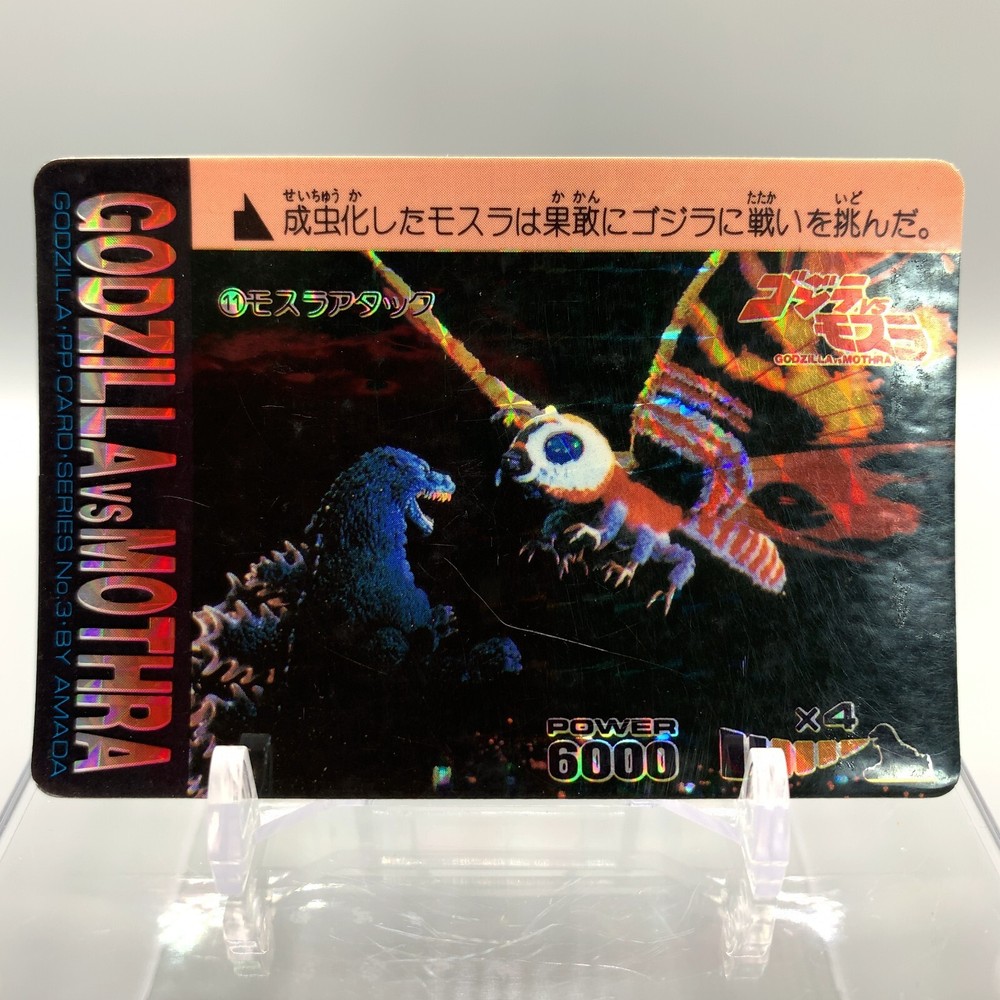 せいちゅう か か かん たたか いど
成虫化したモスラは果敢にゴジラに戦いを挑んだ。
⑪モスラアタック
ゴジラVSモスラ
GODZILLA VS MOTHRA
GODZILLA VS MOTHRA
GODZILLA・PP CARD・SERIES No.3・BY AMADA
POWER
6000
×4